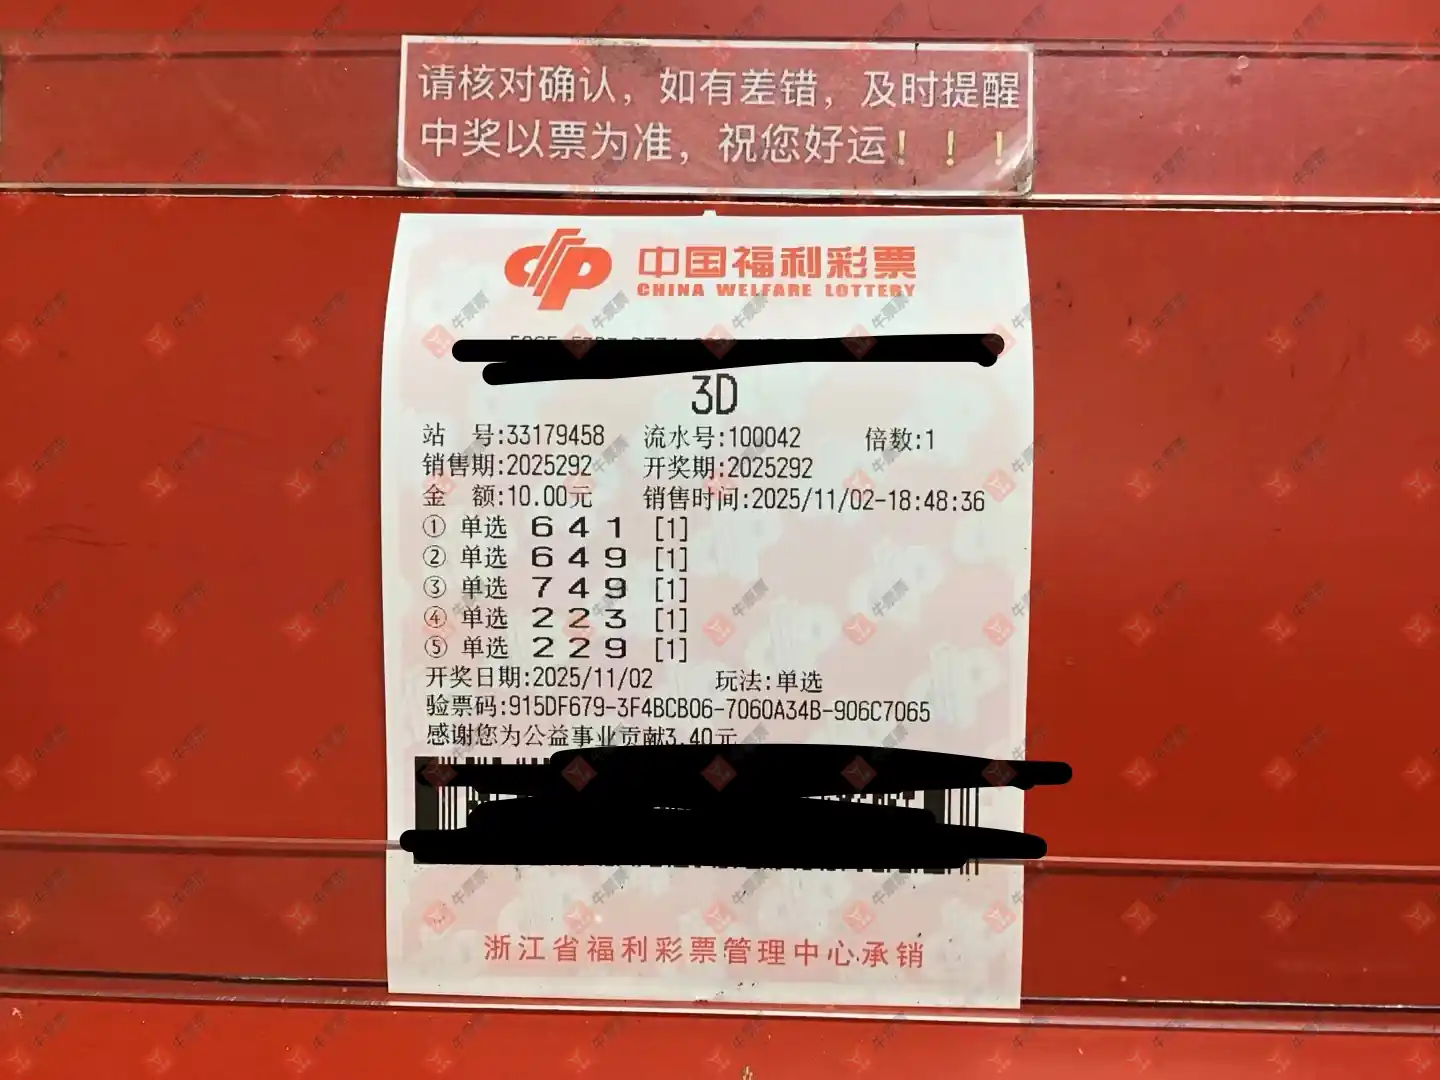 请核对确认，如有差错，及时提醒
中奖以票为准，祝您好运！！！
中国福利彩票
CHINA WELFARE LOTTERY
3D
站 号:33179458 流水号:100042 倍数:1
销售期:2025292 开奖期:2025292
金 额:10.00元 销售时间:2025/11/02-18:48:36
① 单选 6 4 1 [1]
② 单选 6 4 9 [1]
③ 单选 7 4 9 [1]
④ 单选 2 2 3 [1]
⑤ 单选 2 2 9 [1]
开奖日期:2025/11/02 玩法:单选
验票码:915DF679-3F4BCB06-7060A34B-906C7065
感谢您为公益事业贡献3.40元
浙江省福利彩票管理中心承销
牛票票